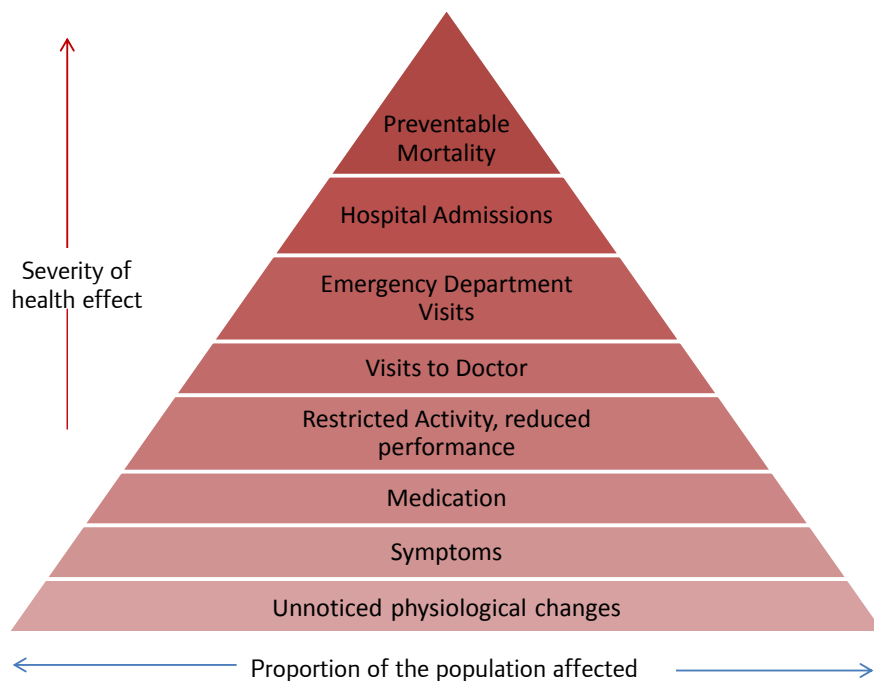 Preventable
Mortality
Hospital Admissions
Emergency Department
Visits
Visits to Doctor
Restricted Activity, reduced
performance
Medication
Symptoms
Unnoticed physiological changes
Severity of
health effect
Proportion of the population affected